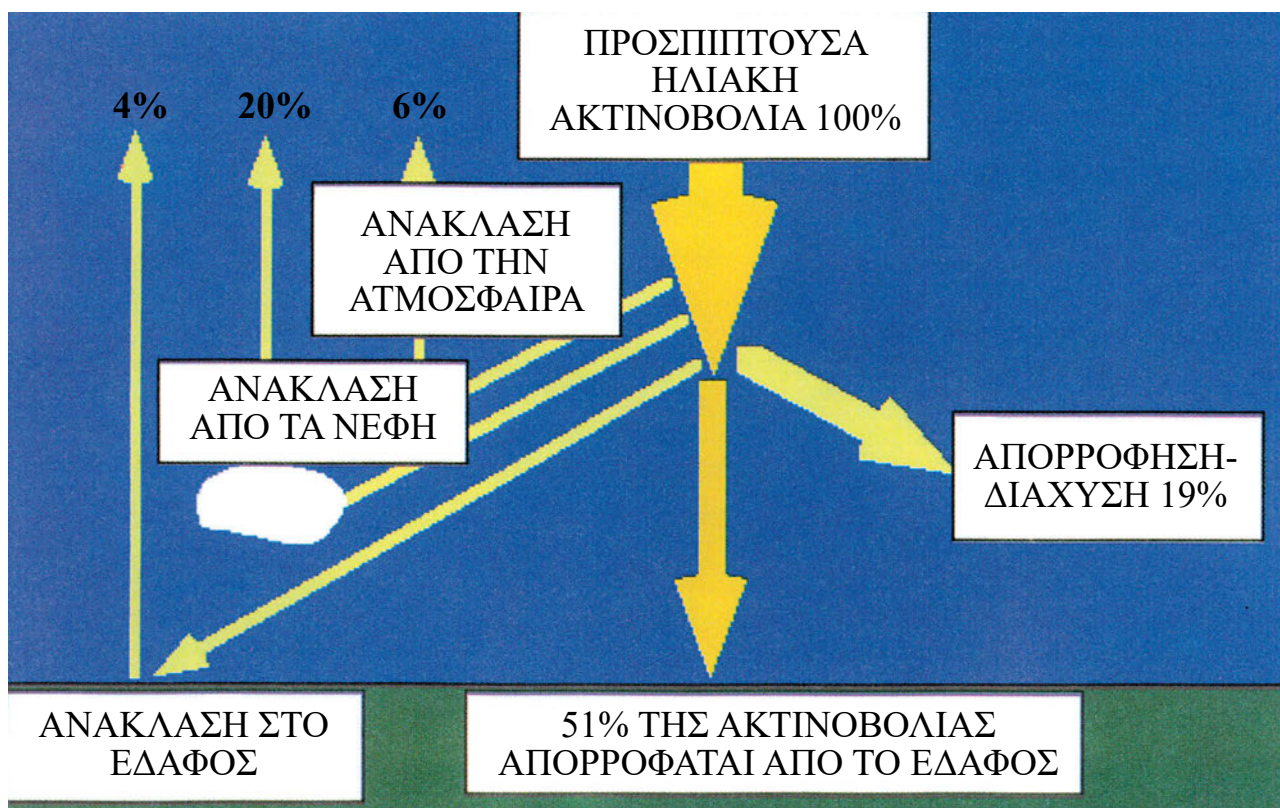 ΠΡΟΣΠΙΠΤΟΥΣΑ
ΗΛΙΑΚΗ
ΑΚΤΙΝΟΒΟΛΙΑ 100%
4% 20% 6%
ΑΝΑΚΛΑΣΗ
ΑΠΟ ΤΗΝ
ΑΤΜΟΣΦΑΙΡΑ
ΑΝΑΚΛΑΣΗ
ΑΠΟ ΤΑ ΝΕΦΗ
ΑΠΟΡΡΟΦΗΣΗ-
ΔΙΑΧΥΣΗ 19%
ΑΝΑΚΛΑΣΗ ΣΤΟ
ΕΔΑΦΟΣ
51% ΤΗΣ ΑΚΤΙΝΟΒΟΛΙΑΣ
ΑΠΟΡΡΟΦΑΤΑΙ ΑΠΟ ΤΟ ΕΔΑΦΟΣ